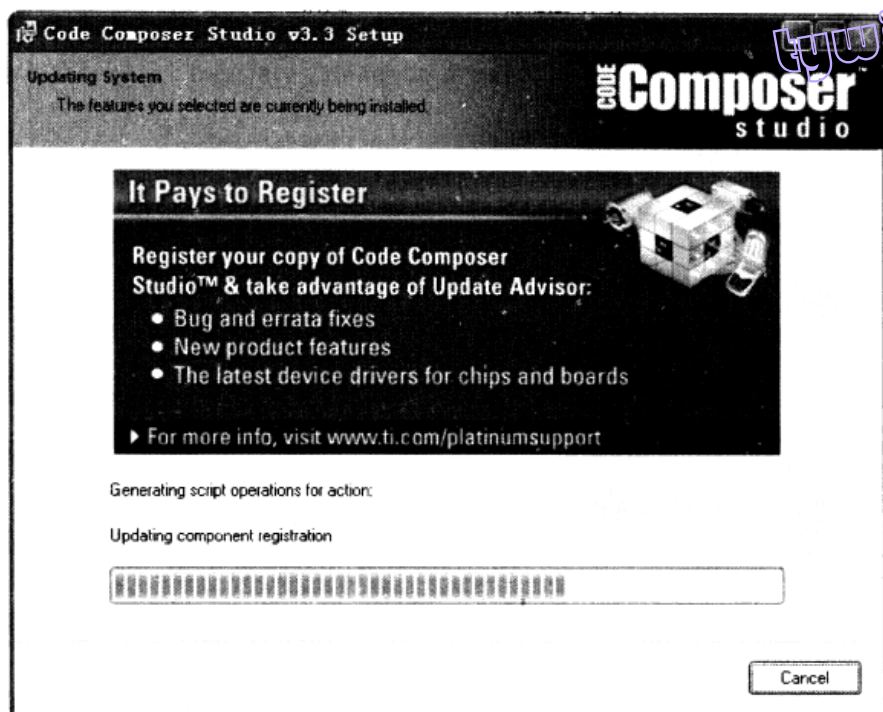 Code Composer Studio v3.3 Setup
tyw
Updating System
The features you selected are currently being installed.
CODE
Composer™
studio
It Pays to Register
Register your copy of Code Composer
Studio™ & take advantage of Update Advisor:
• Bug and errata fixes
• New product features
• The latest device drivers for chips and boards
For more info, visit www.ti.com/platinumsupport
Generating script operations for action:
Updating component registration
Cancel